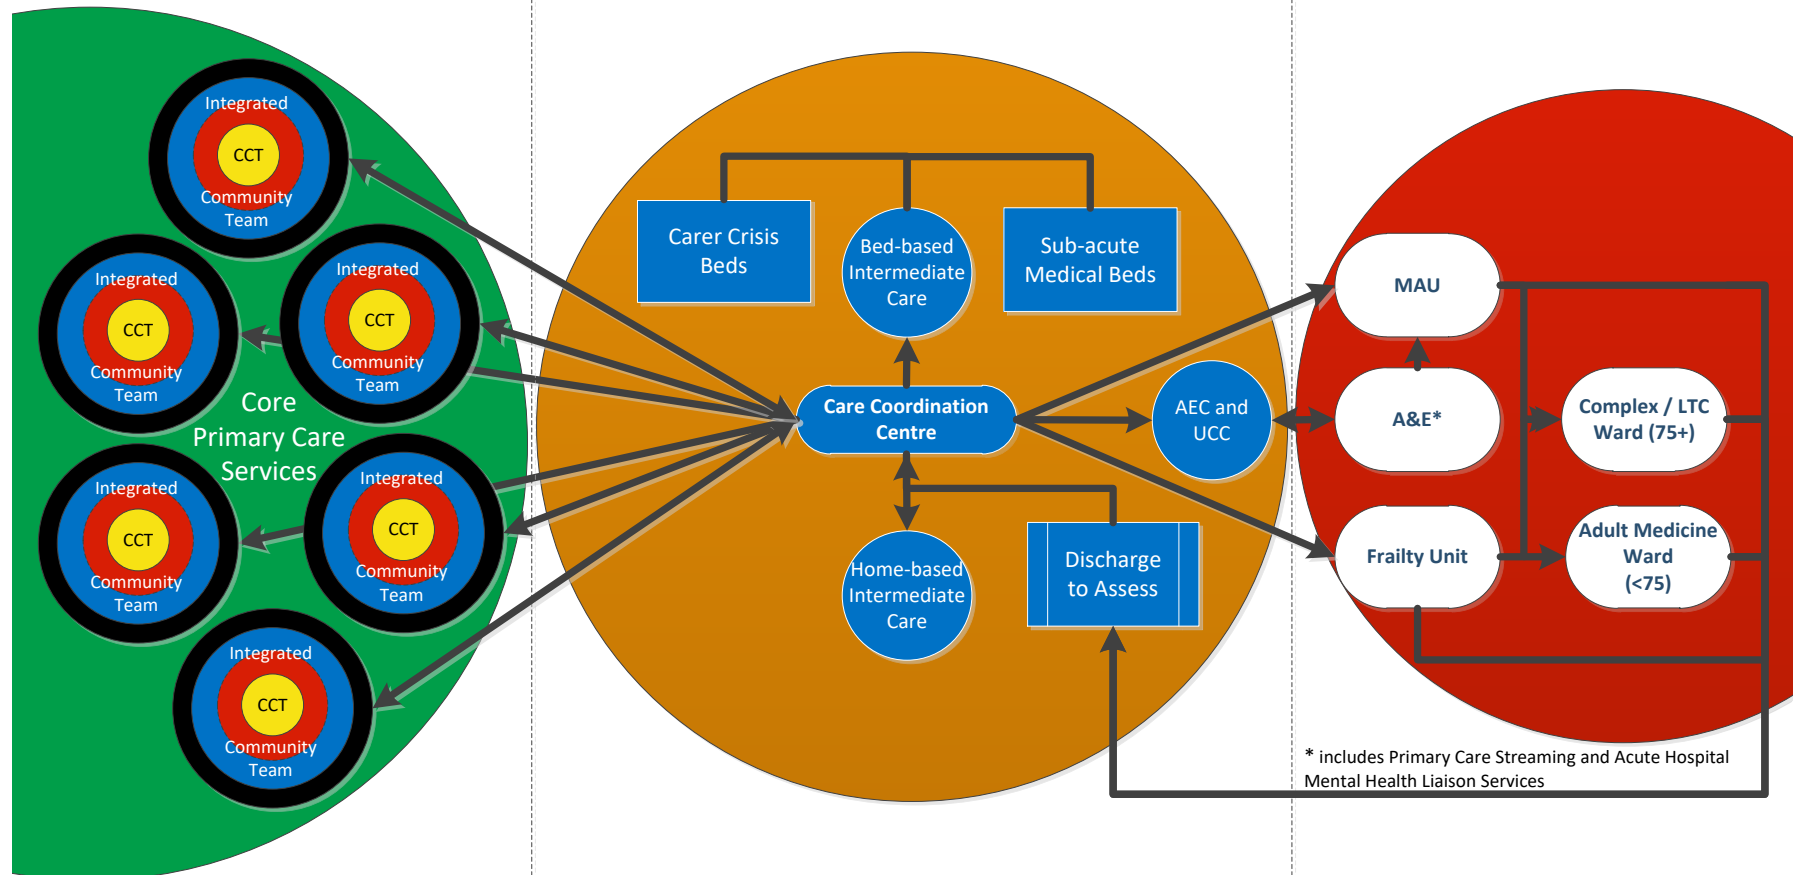 Integrated
CCT
Community
Team
Integrated
CCT
Community
Team
Integrated
CCT
Community
Team
Core
Primary Care
Services
Integrated
CCT
Community
Team
Integrated
CCT
Community
Team
Integrated
CCT
Community
Team
Carer Crisis
Beds
Bed-based
Intermediate
Care
Sub-acute
Medical Beds
Care Coordination
Centre
AEC and
UCC
Home-based
Intermediate
Care
Discharge
to Assess
MAU
A&E*
Complex / LTC
Ward (75+)
Frailty Unit
Adult Medicine
Ward
(<75)
* includes Primary Care Streaming and Acute Hospital
Mental Health Liaison Services